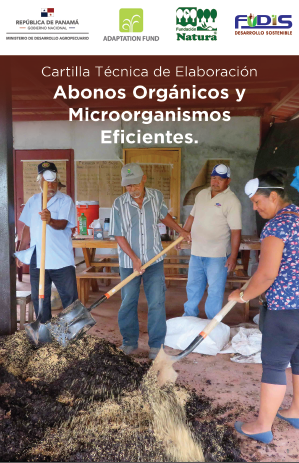 REPÚBLICA DE PANAMÁ
GOBIERNO NACIONAL
MINISTERIO DE DESARROLLO AGROPECUARIO
ADAPTATION FUND
Fundación
Natura
FUDIS
DESARROLLO SOSTENIBLE
Cartilla Técnica de Elaboración
Abonos Orgánicos y
Microorganismos
Eficientes.